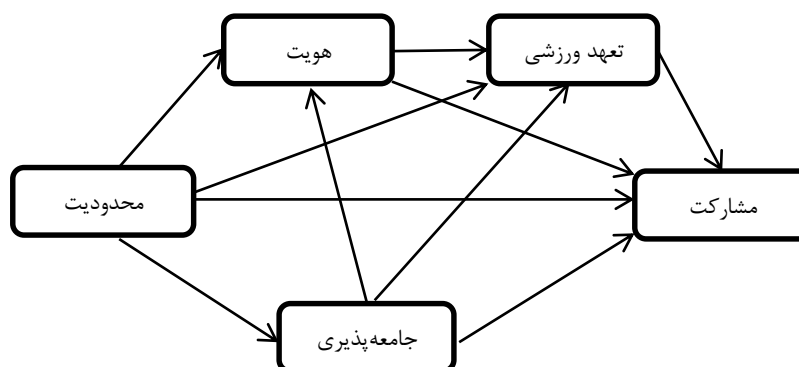 هویت
تعهد ورزشی
محدودیت
مشارکت
جامعه‌پذیری